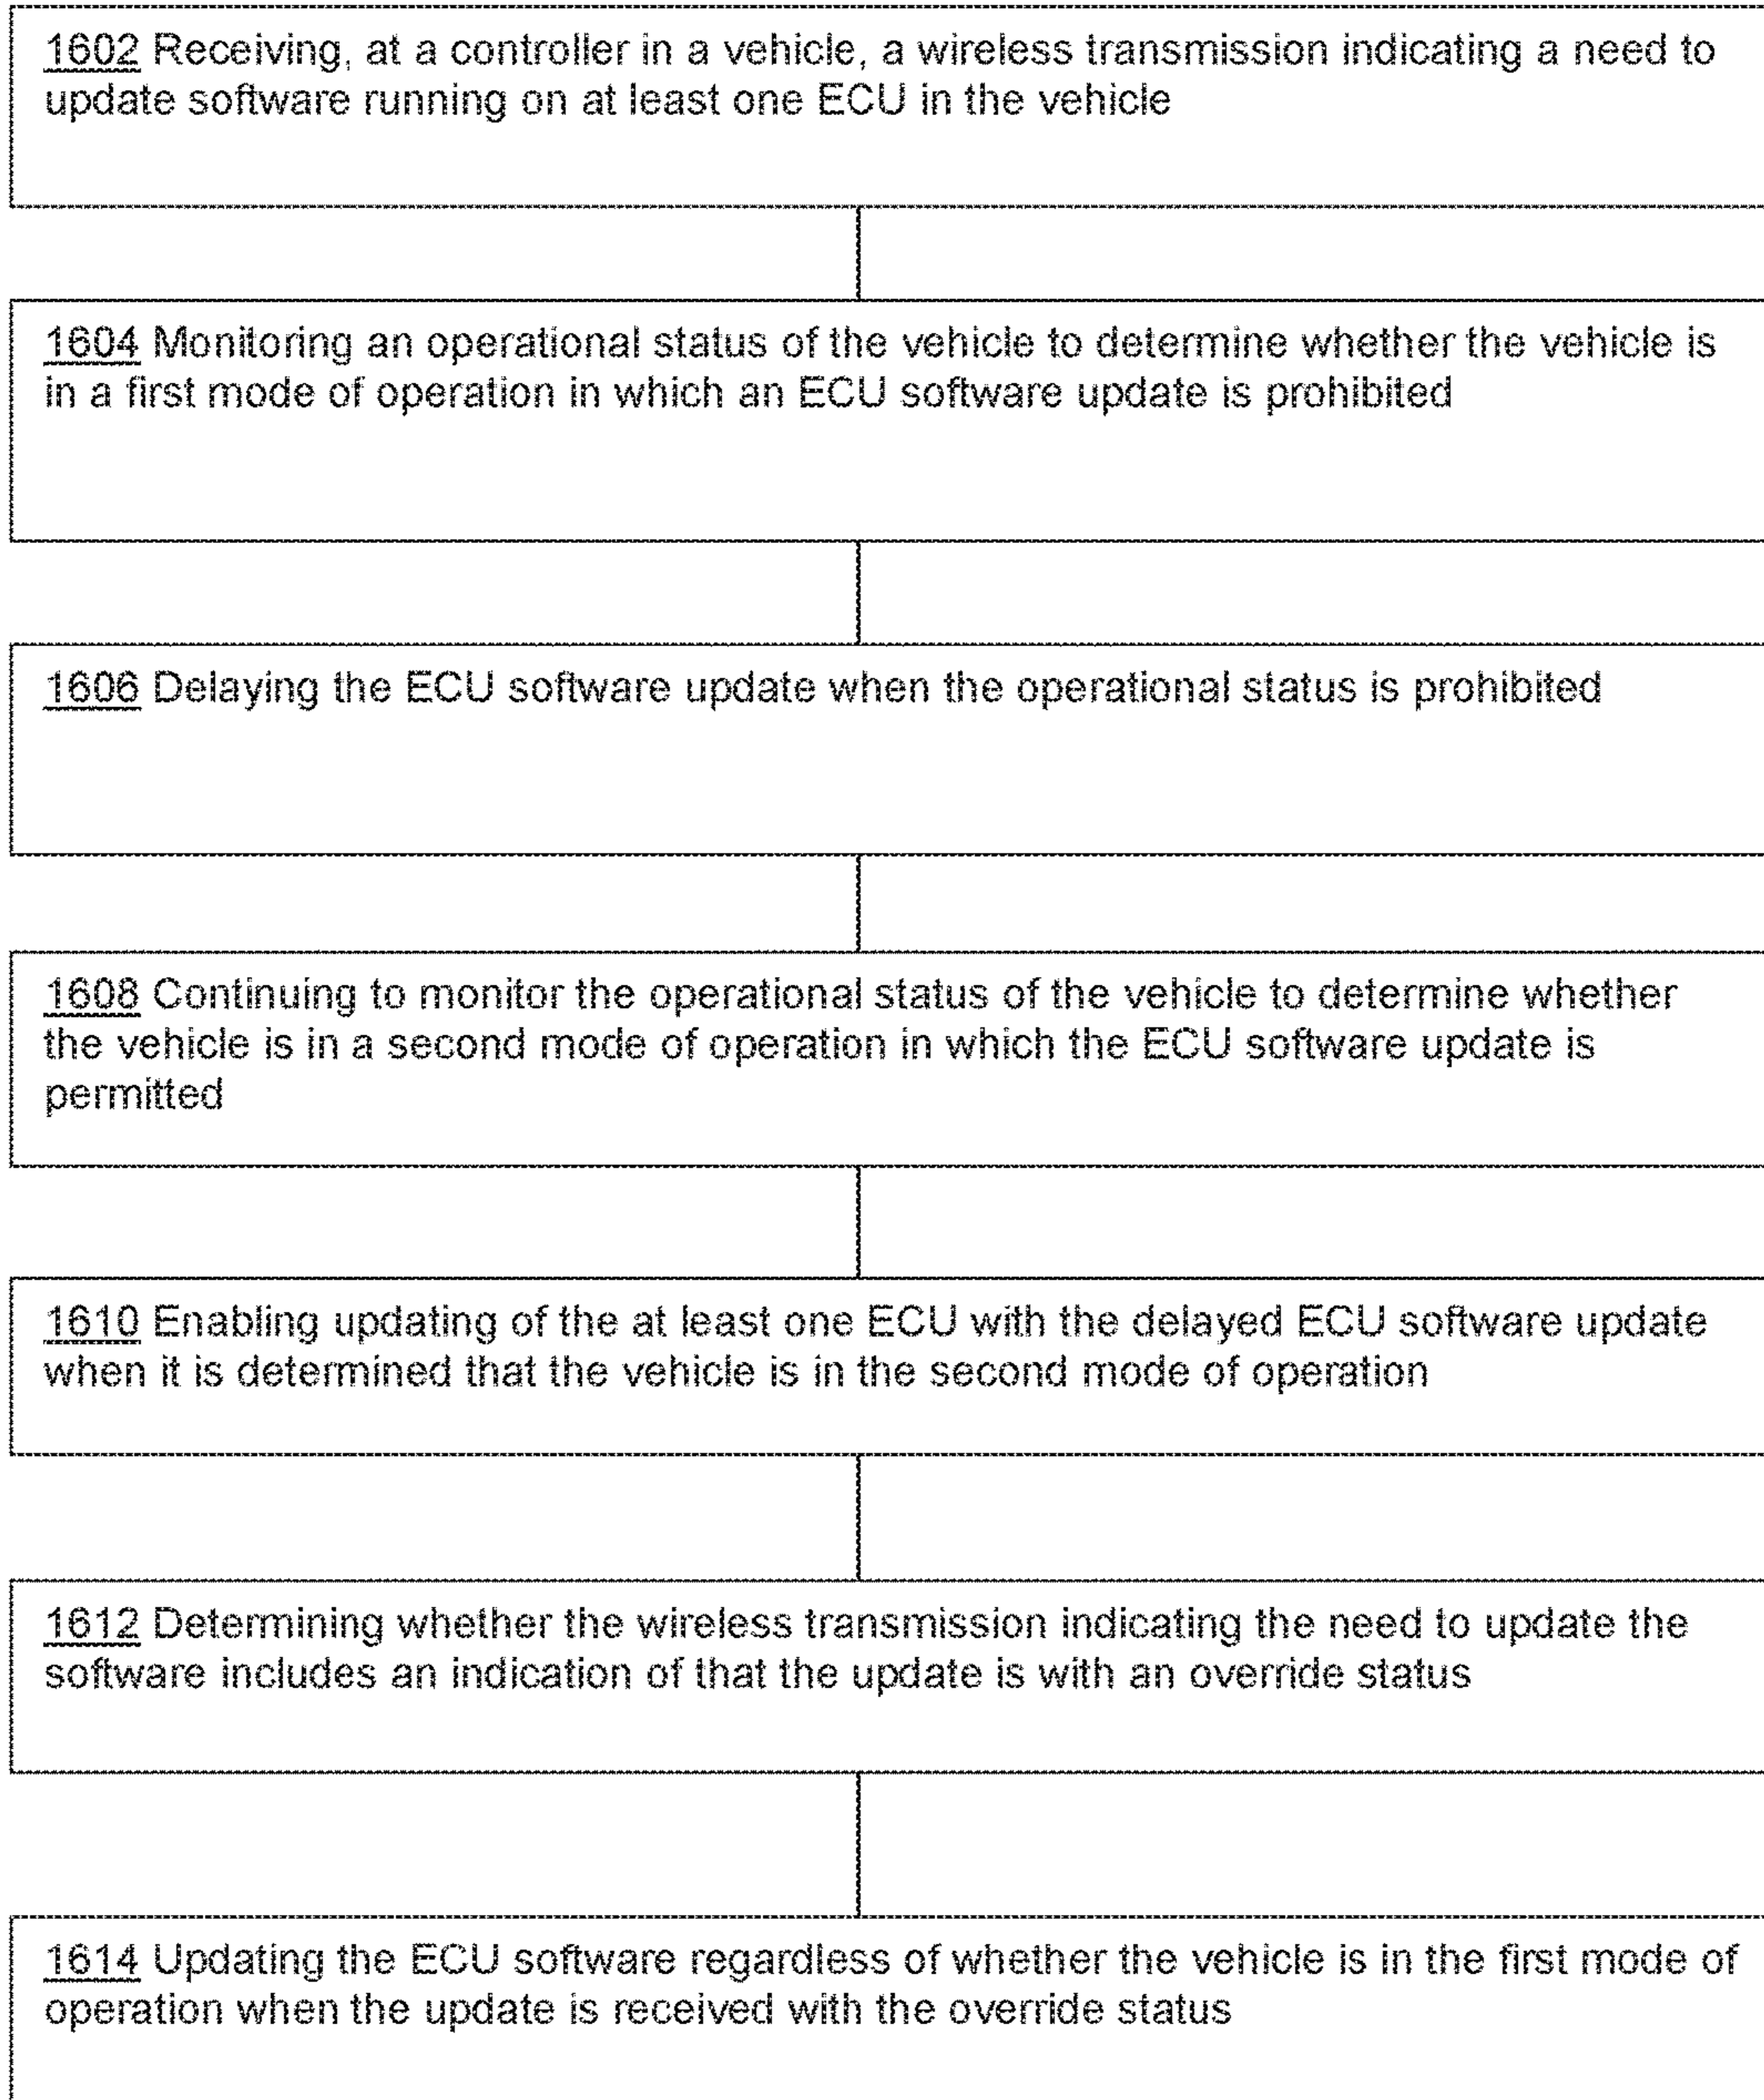 1602 Receiving, at a controller in a vehicle, a wireless transmission indicating a need to
update software running on at least one ECU in the vehicle
1604 Monitoring an operational status of the vehicle to determine whether the vehicle is
in a first mode of operation in which an ECU software update is prohibited
1606 Delaying the ECU software update when the operational status is prohibited
1608 Continuing to monitor the operational status of the vehicle to determine whether
the vehicle is in a second mode of operation in which the ECU software update is
permitted
1610 Enabling updating of the at least one ECU with the delayed ECU software update
when it is determined that the vehicle is in the second mode of operation
1612 Determining whether the wireless transmission indicating the need to update the
software includes an indication of that the update is with an override status
1614 Updating the ECU software regardless of whether the vehicle is in the first mode of
operation when the update is received with the override status